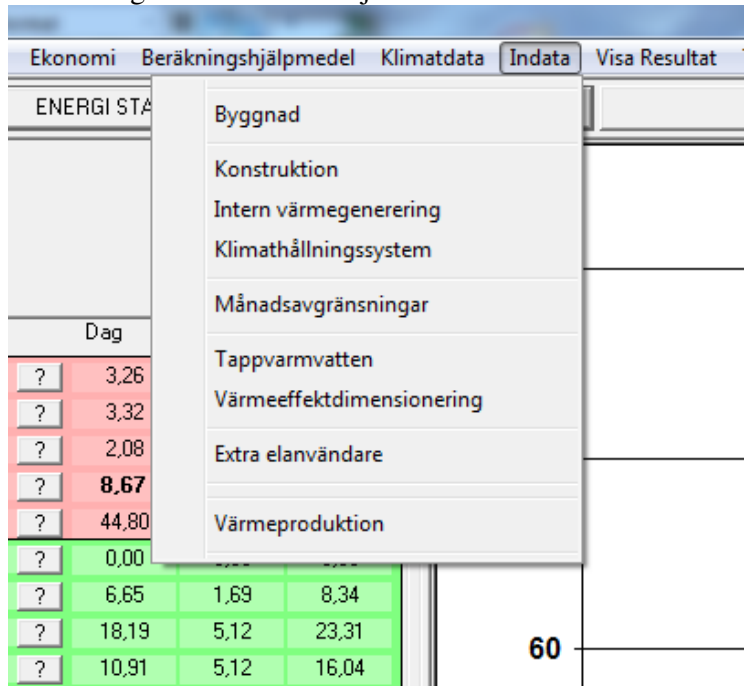 Ekonomi Beräkningshjälpmedel Klimatdata Indata Visa Resultat
ENERGI STA
Byggnad
Konstruktion
Intern värmegenerering
Klimathållningssystem
Månadsavgränsningar
Tappvarmvatten
Värmeeffektdimensionering
Extra elanvändare
Värmeproduktion
Dag
? 3,26
? 3,32
? 2,08
? 8,67
? 44,80
? 0,00
? 6,65 1,69 8,34
? 18,19 5,12 23,31
? 10,91 5,12 16,04
60